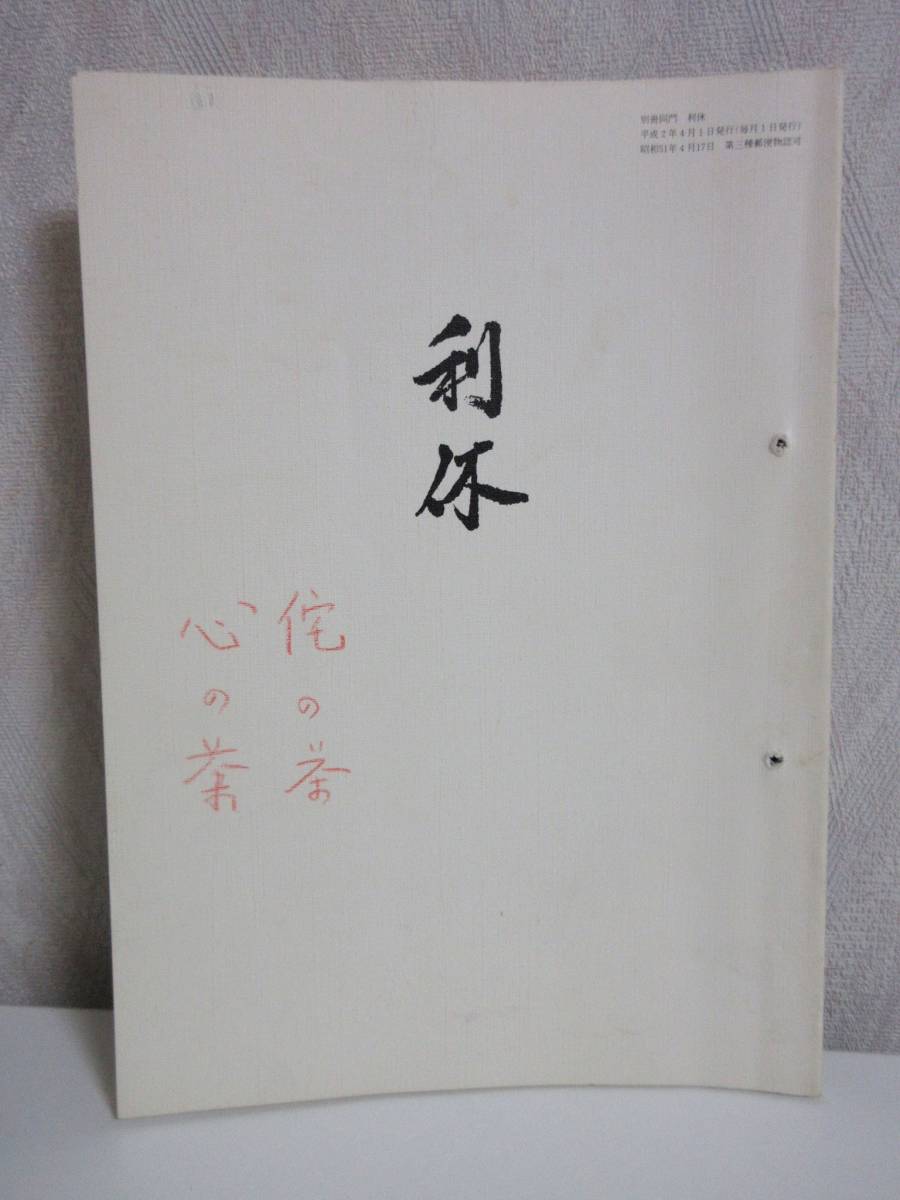 別冊同門　利休
平成2年4月1日発行(毎月1日発行)
昭和51年4月17日　第三種郵便物認可
利休
侘の茶
心の茶